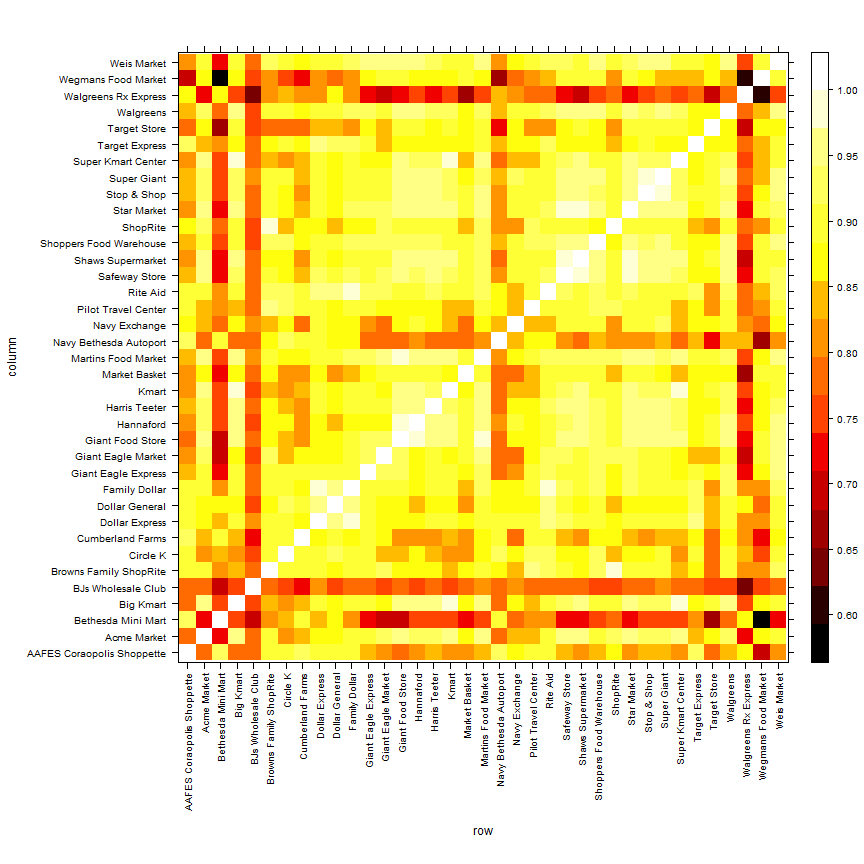 column
Weis Market
Wegmans Food Market
Walgreens Rx Express
Walgreens
Target Store
Target Express
Super Kmart Center
Super Giant
Stop & Shop
Star Market
ShopRite
Shoppers Food Warehouse
Shaws Supermarket
Safeway Store
Rite Aid
Pilot Travel Center
Navy Exchange
Navy Bethesda Autoport
Martins Food Market
Market Basket
Kmart
Harris Teeter
Hannaford
Giant Food Store
Giant Eagle Market
Giant Eagle Express
Family Dollar
Dollar General
Dollar Express
Cumberland Farms
Circle K
Browns Family ShopRite
BJs Wholesale Club
Big Kmart
Bethesda Mini Mart
Acme Market
AAFES Coraopolis Shoppette
AAFES Coraopolis Shoppette
Acme Market
Bethesda Mini Mart
Big Kmart
BJs Wholesale Club
Browns Family ShopRite
Circle K
Cumberland Farms
Dollar Express
Dollar General
Family Dollar
Giant Eagle Express
Giant Eagle Market
Giant Food Store
Hannaford
Harris Teeter
Kmart
Market Basket
Martins Food Market
Navy Bethesda Autoport
Navy Exchange
Pilot Travel Center
Rite Aid
Safeway Store
Shaws Supermarket
Shoppers Food Warehouse
ShopRite
Star Market
Stop & Shop
Super Giant
Super Kmart Center
Target Express
Target Store
Walgreens
Walgreens Rx Express
Wegmans Food Market
Weis Market
row
1.00
0.95
0.90
0.85
0.80
0.75
0.70
0.65
0.60